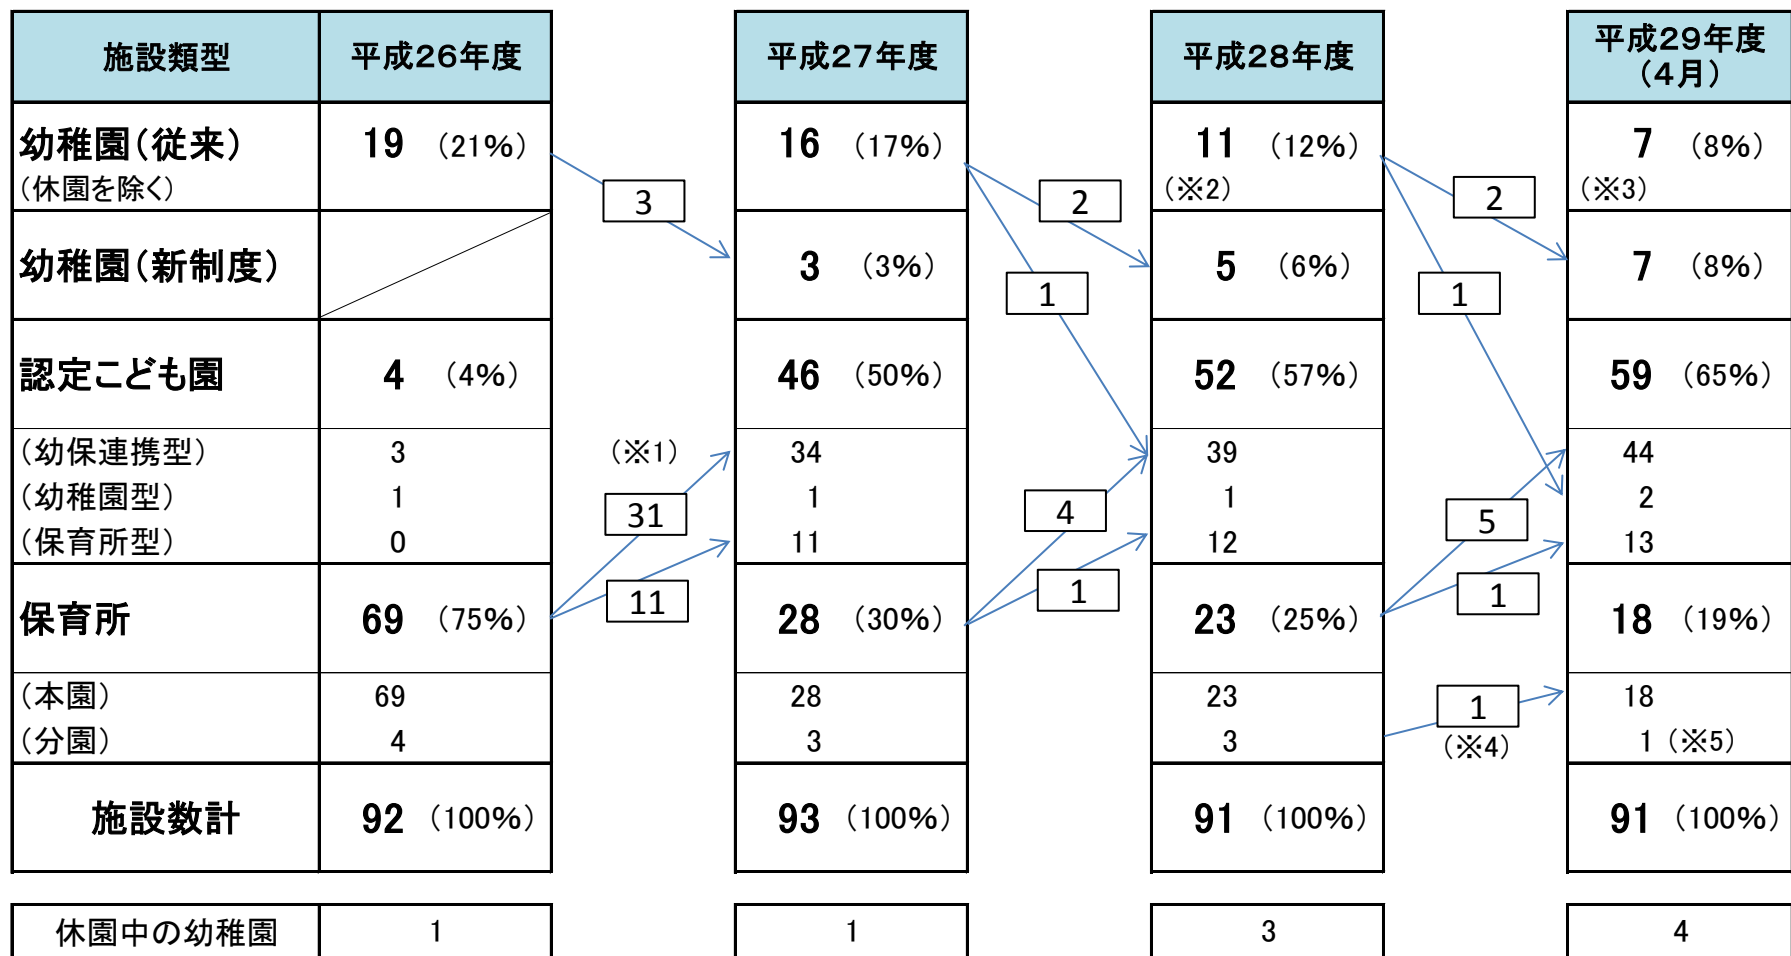 施設類型 平成26年度 平成27年度 平成28年度 平成29年度
(4月)
幼稚園(従来) 19 (21%) 16 (17%) 11 (12%) 7 (8%)
(休園を除く) 3 2 (※2) 2 (※3)
幼稚園(新制度) 3 (3%) 5 (6%) 7 (8%)
1 1
認定こども園 4 (4%) 46 (50%) 52 (57%) 59 (65%)
(幼保連携型) 3 (※1) 34 39 44
(幼稚園型) 1 31 1 4 1 5 2
(保育所型) 0 11 12 13
保育所 69 (75%) 11 28 (30%) 1 23 (25%) 1 18 (19%)
(本園) 69 28 23 1 18
(分園) 4 3 3 (※4) 1 (※5)
施設数計 92 (100%) 93 (100%) 91 (100%) 91 (100%)
休園中の幼稚園 1 1 3 4